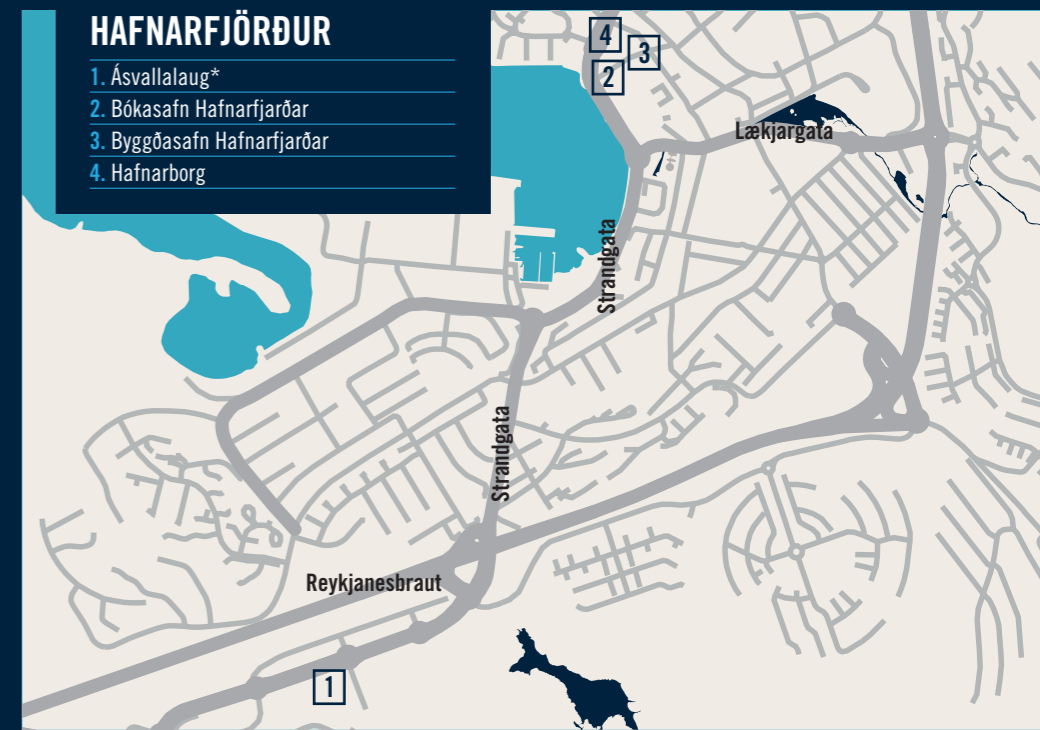 HAFNARFJÖRÐUR
1. Ásvallalaug*
2. Bókasafn Hafnarfjarðar
3. Byggðasafn Hafnarfjarðar
4. Hafnarborg
4
3
2
Lækjargata
Strandgata
Strandgata
Reykjanesbraut
1